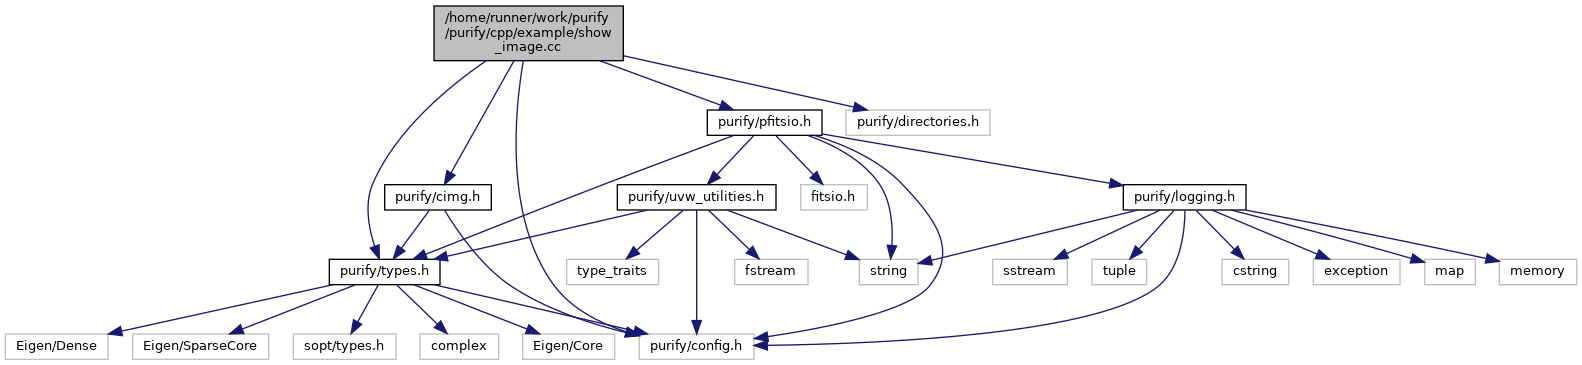 /home/runner/work/purify
/purify/cpp/example/show
_image.cc
purify/pfitsio.h
purify/directories.h
purify/cimg.h
purify/uvw_utilities.h
fitsio.h
purify/logging.h
purify/types.h
type_traits
fstream
string
sstream
tuple
cstring
exception
map
memory
Eigen/Dense
Eigen/SparseCore
sopt/types.h
complex
Eigen/Core
purify/config.h